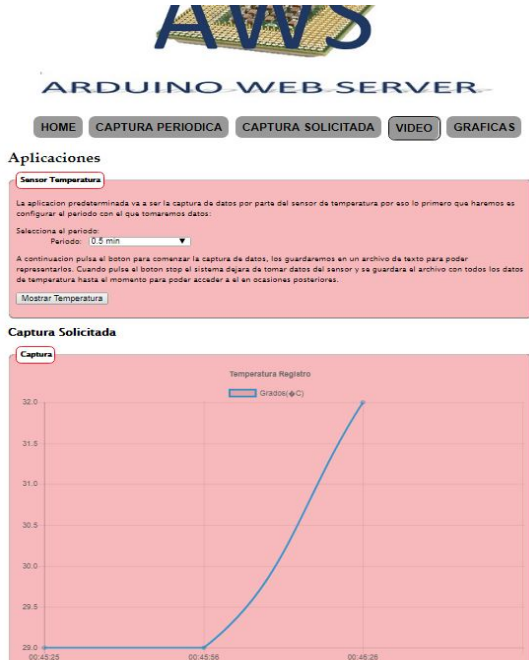 AWS
ARDUINO WEB SERVER
HOME CAPTURA PERIODICA CAPTURA SOLICITADA VIDEO GRAFICAS
Aplicaciones
Sensor Temperatura
La aplicacion predeterminada va a ser la captura de datos por parte del sensor de temperatura por eso lo primero que haremos es
configurar el periodo con el que tomaremos datos:
Selecciona el periodo:
Periodo: 0.5 min
A continuacion pulsa el boton para comenzar la captura de datos, los guardaremos en un archivo de texto para poder
representarlos. Cuando pulse el boton stop el sistema dejara de tomar datos del sensor y se guardara el archivo con todos los datos
de temperatura hasta el momento para poder acceder a el en ocasiones posteriores.
Mostrar Temperatura
Captura Solicitada
Captura
Temperatura Registro
Grados(�C)
32.0
31.5
31.0
30.5
30.0
29.5
29.0
00:45:25 00:45:56 00:46:26